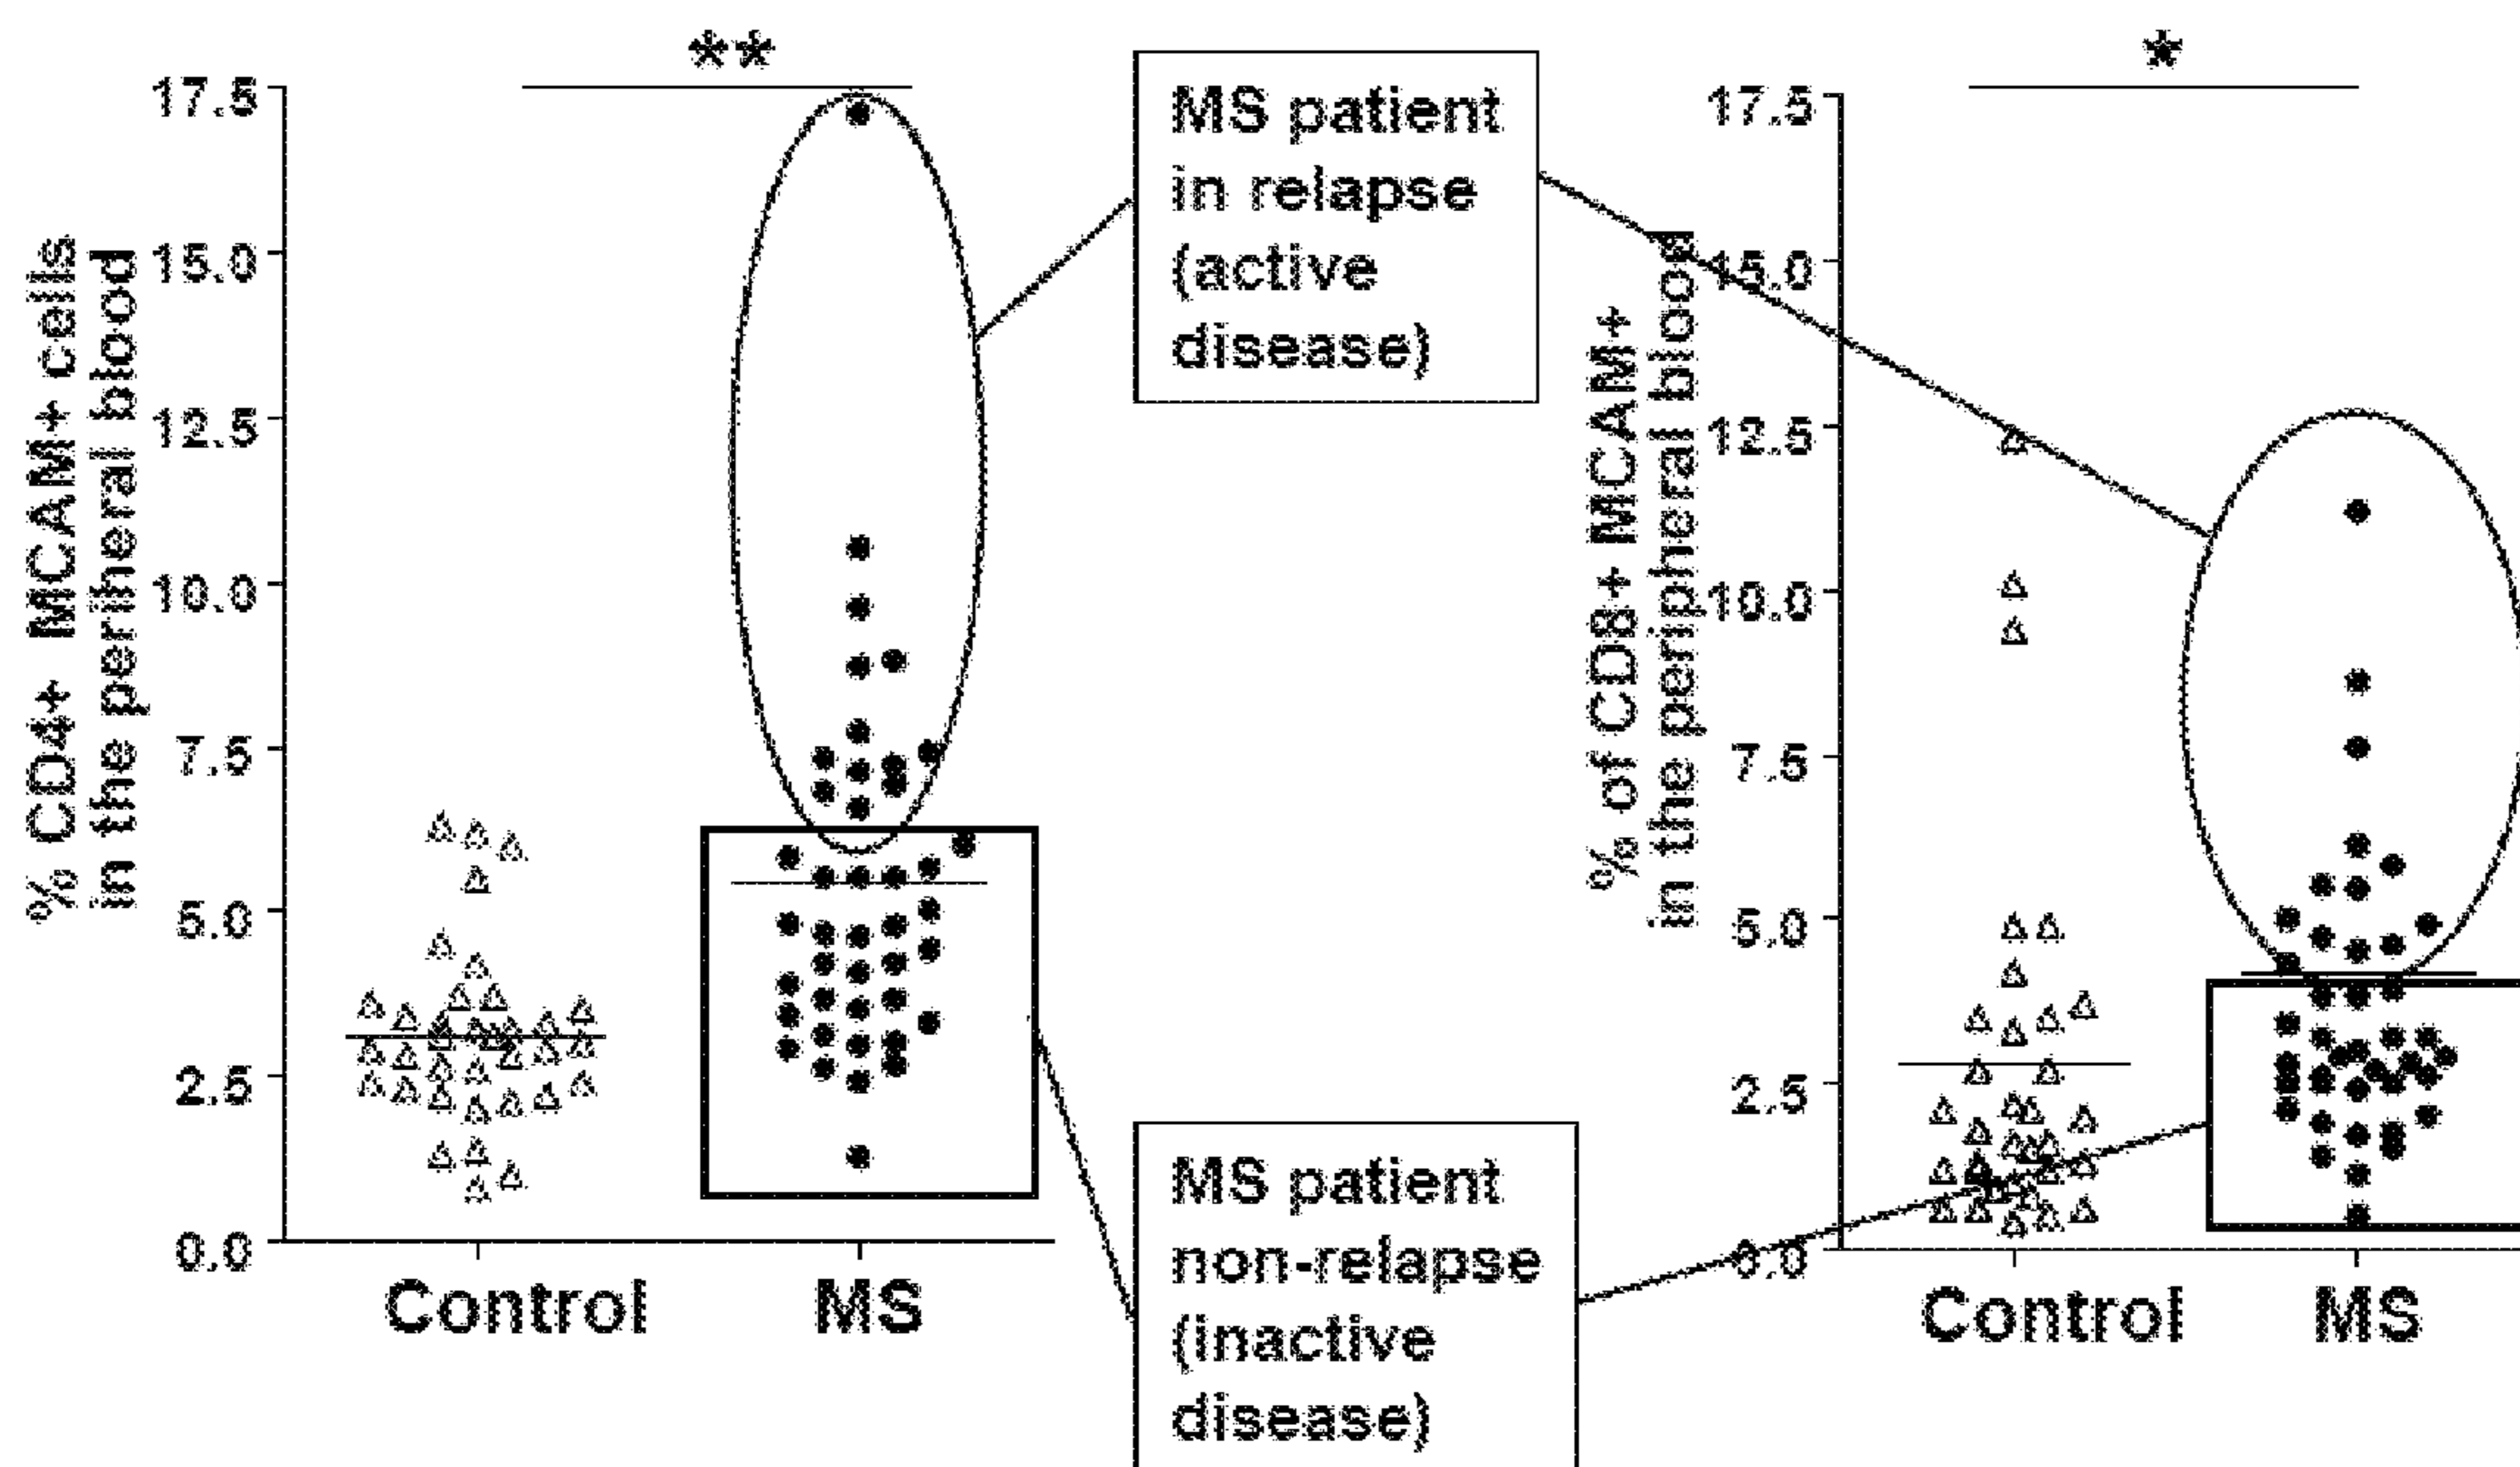 **
17.5
15.0
12.5
10.0
7.5
5.0
2.5
0.0
% CD4+ MCAM+ cells
in the periheral blood
Control
MS
MS patient
in relapse
(active
disease)
MS patient
non-relapse
(inactive
disease)
*
17.5
15.0
12.5
10.0
7.5
5.0
2.5
0.0
% of CD8+ MCAM+
in the peripheral blood
Control
MS